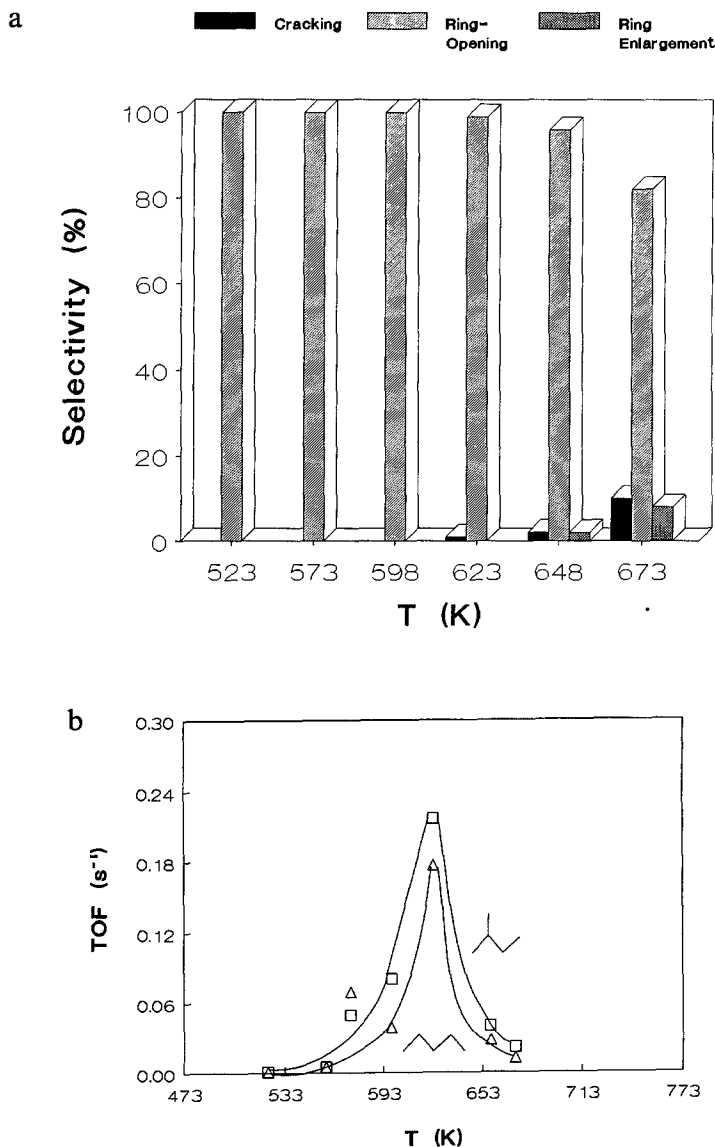 a
Cracking
Ring-
Opening
Ring
Enlargement
100
80
60
40
20
0
Selectivity (%)
523 573 598 623 648 673
T (K)
b
0.30
0.24
0.18
0.12
0.06
0.00
TOF (s⁻¹)
473 533 593 653 713 773
T (K)